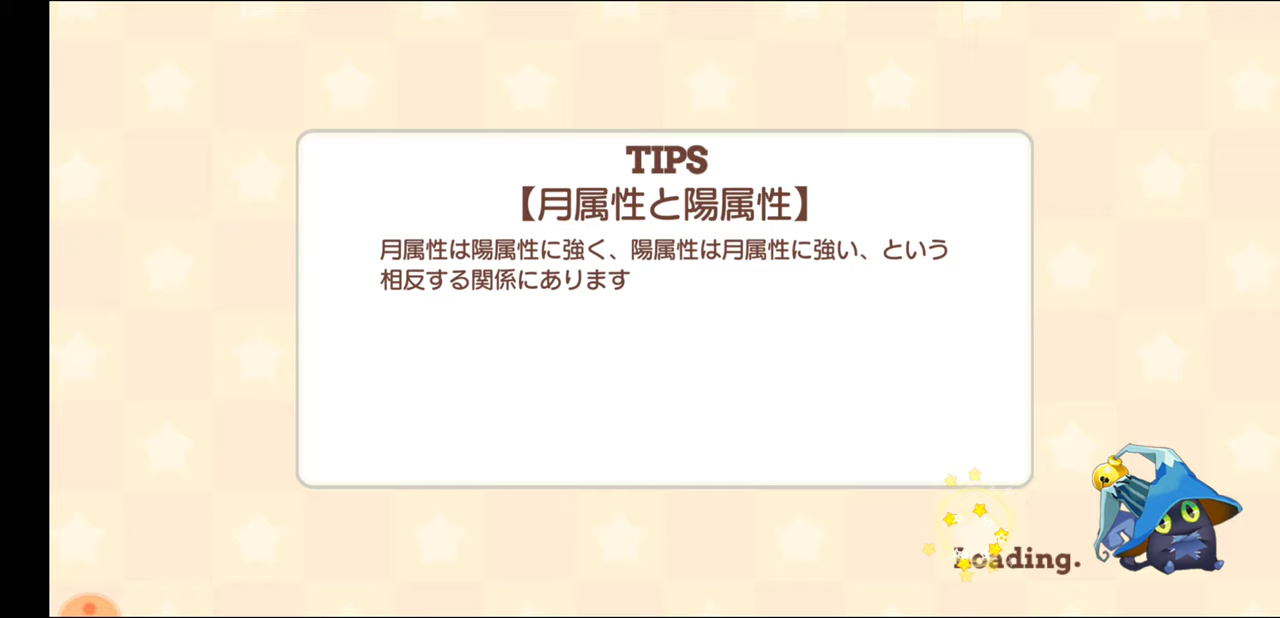 TIPS
【月属性と陽属性】
月属性は陽属性に強く、陽属性は月属性に強い、という
相反する関係にあります
Loading.